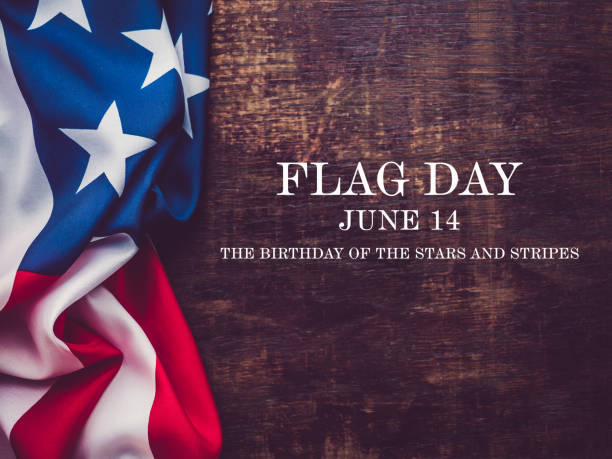 FLAG DAY
JUNE 14
THE BIRTHDAY OF THE STARS AND STRIPES